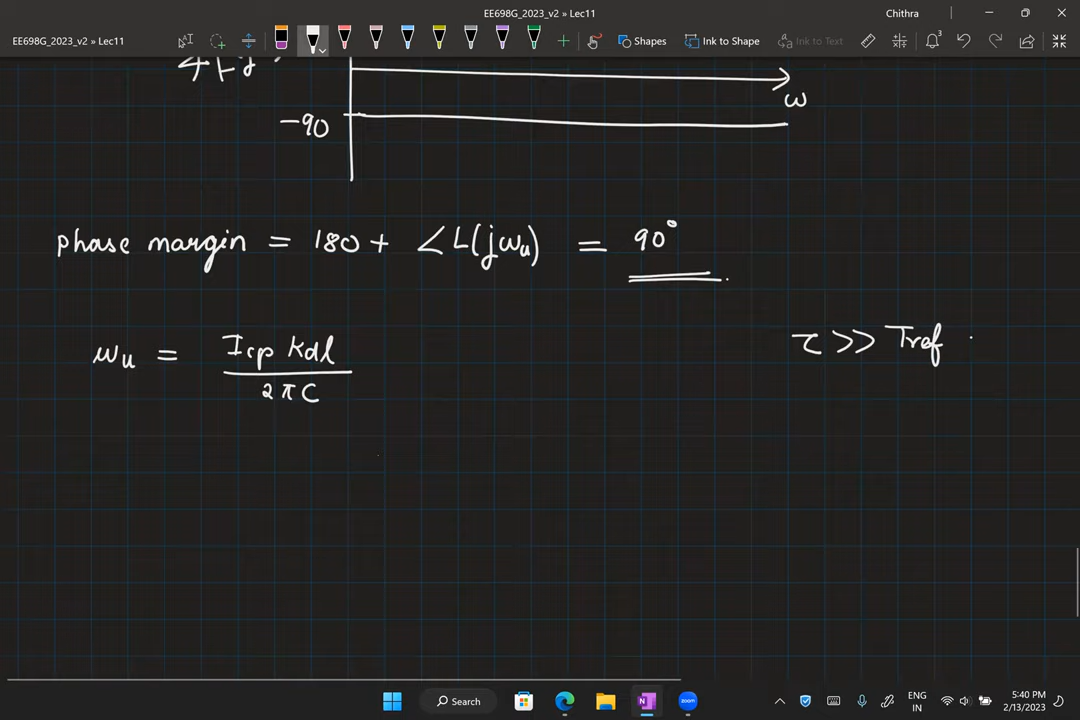 EE698G_2023_v2 » Lec11
Chithra
EE698G_2023_v2 » Lec11
Shapes
Ink to Shape
Ink to Text
ω
-90
phase margin = 180 + ∠L(jωu) = 90°
ωu = Icp Kdl / 2πC
τ >> Tref
Search
zoom
ENG
IN
5:40 PM
2/13/2023